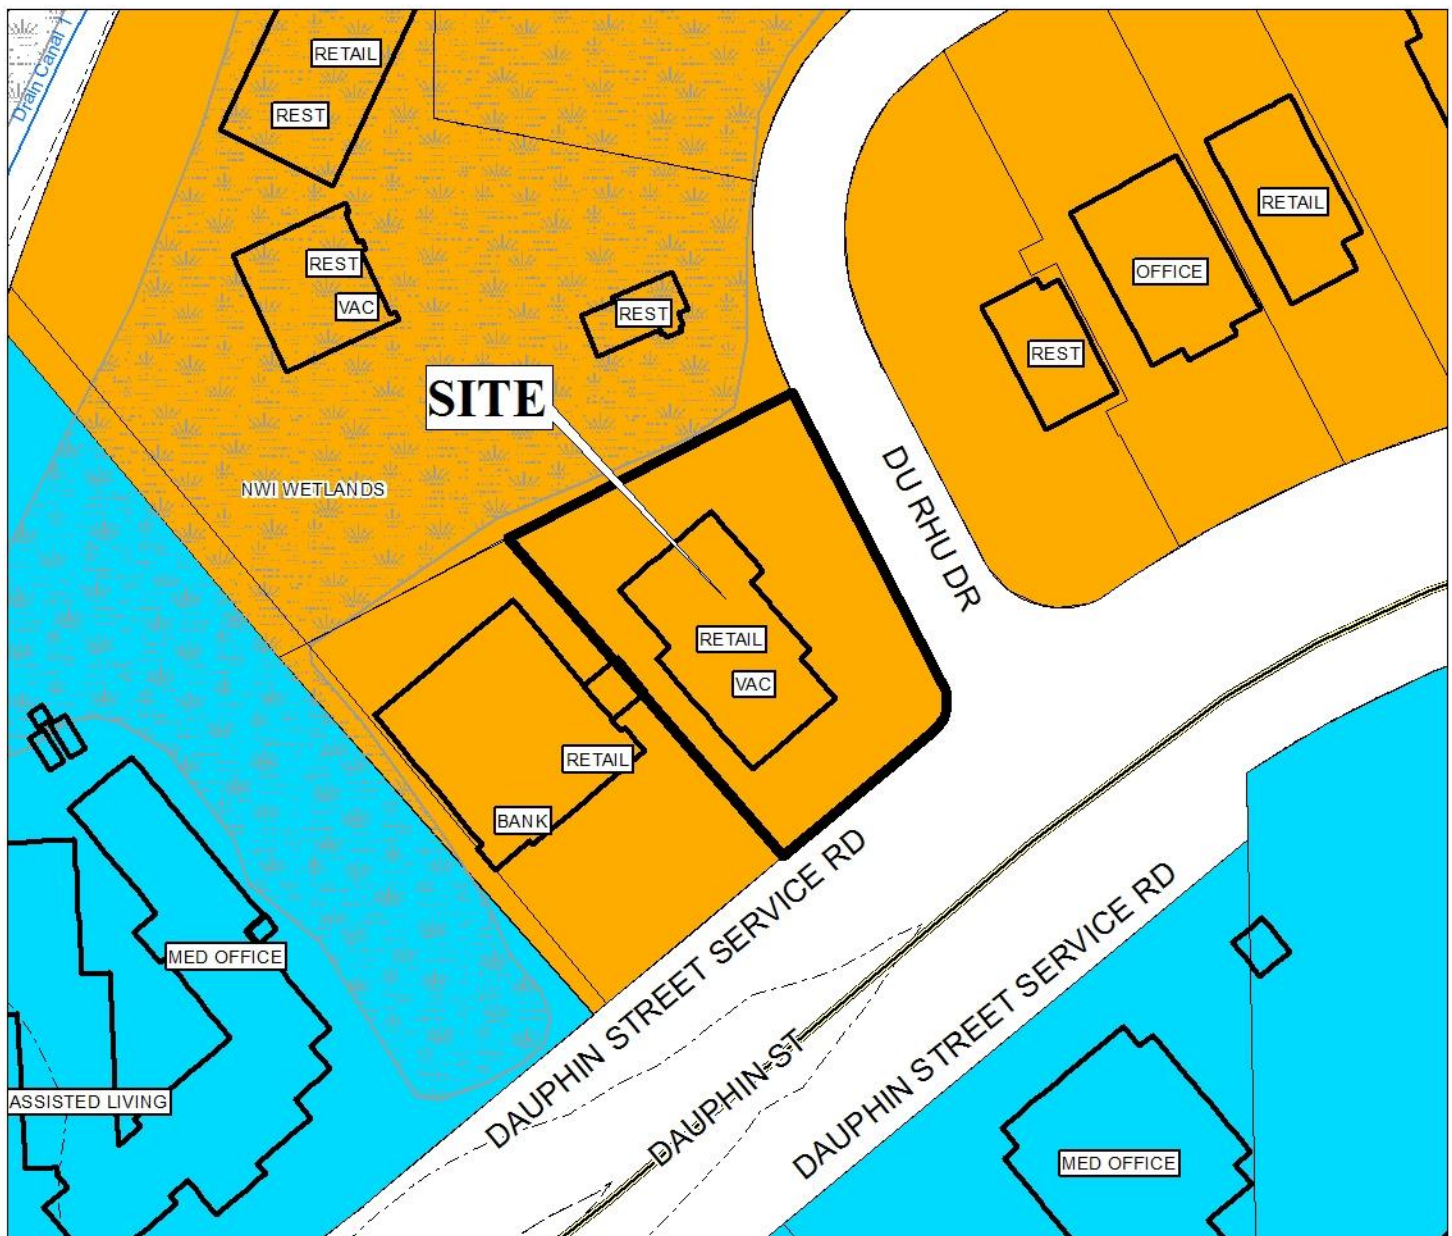 Drain Canal 1
RETAIL
REST
RETAIL
REST
OFFICE
VAC
REST
REST
SITE
NWI WETLANDS
DU RHU DR
RETAIL
VAC
RETAIL
BANK
DAUPHIN STREET SERVICE RD
MED OFFICE
DAUPHIN ST
DAUPHIN STREET SERVICE RD
ASSISTED LIVING
MED OFFICE